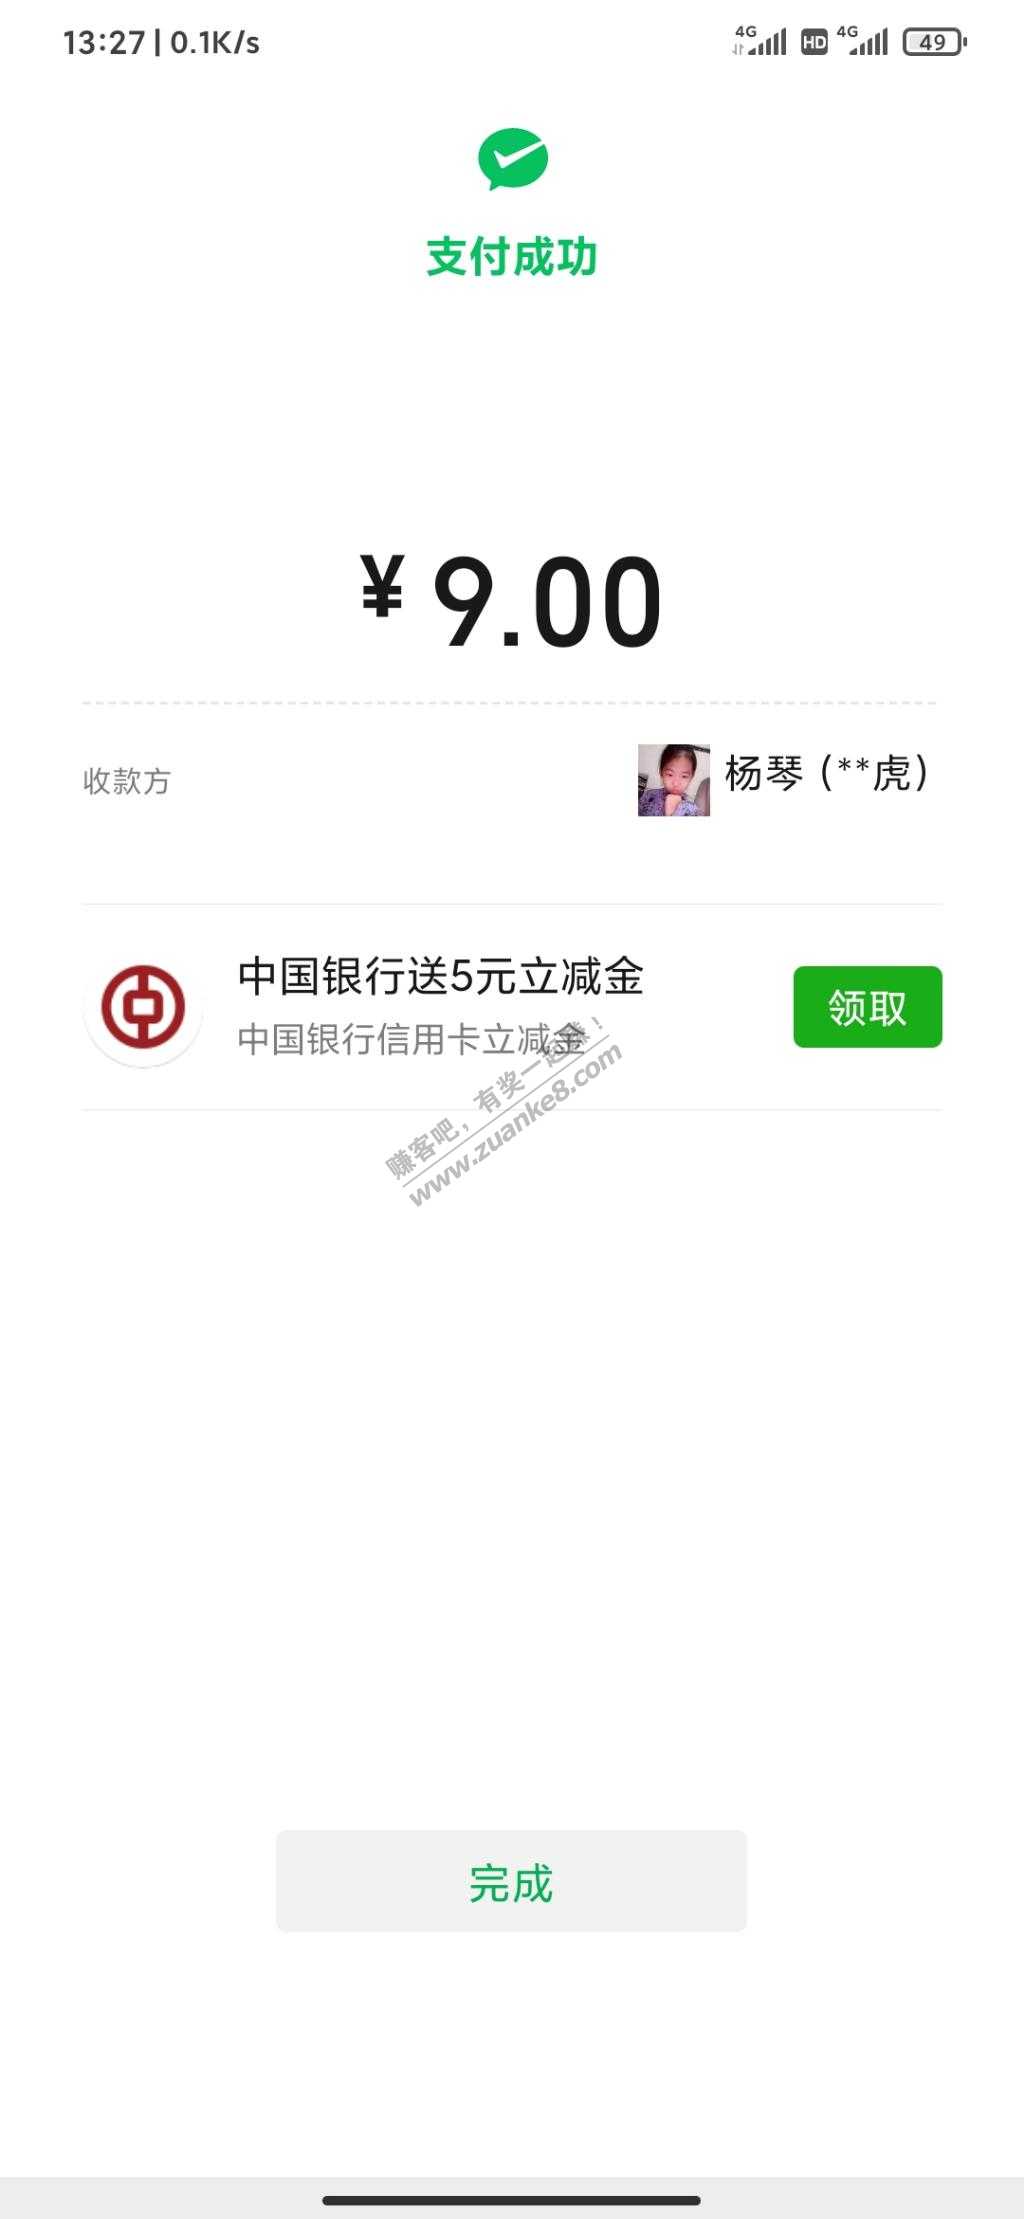 13:27 | 0.1K/s 4G HD 4G 49
支付成功
¥9.00
收款方 杨琴 (**虎)
中国银行送5元立减金
领取
中国银行信用卡立减金
赚客吧，有奖一起赚！
www.zuanke8.com
完成